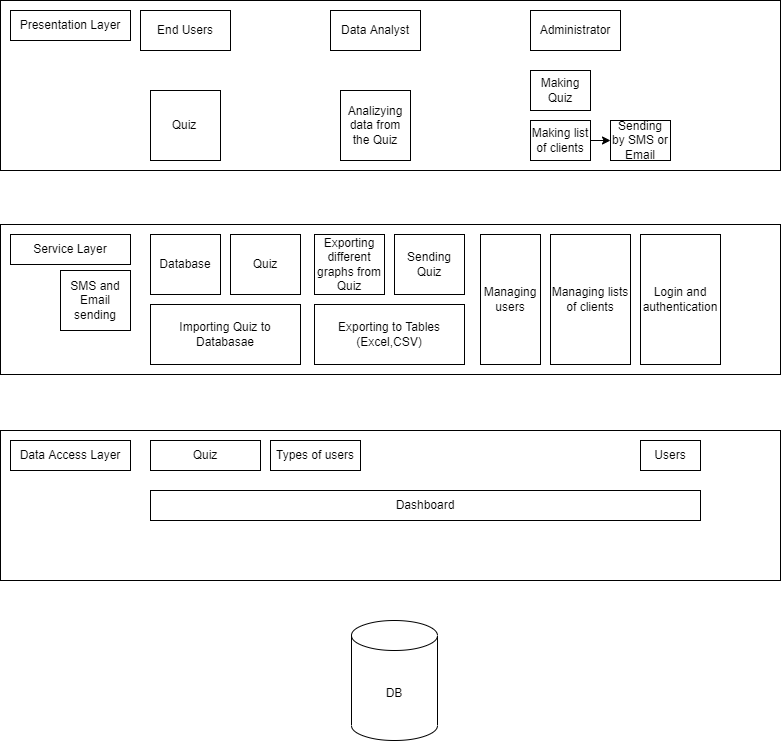 Presentation Layer
End Users
Data Analyst
Administrator
Quiz
Analizying
data from
the Quiz
Making
Quiz
Making list
of clients
Sending
by SMS or
Email
Service Layer
SMS and
Email
sending
Database
Quiz
Exporting
different
graphs from
Quiz
Sending
Quiz
Importing Quiz to
Databasae
Exporting to Tables
(Excel,CSV)
Managing
users
Managing lists
of clients
Login and
authentication
Data Access Layer
Quiz
Types of users
Users
Dashboard
DB